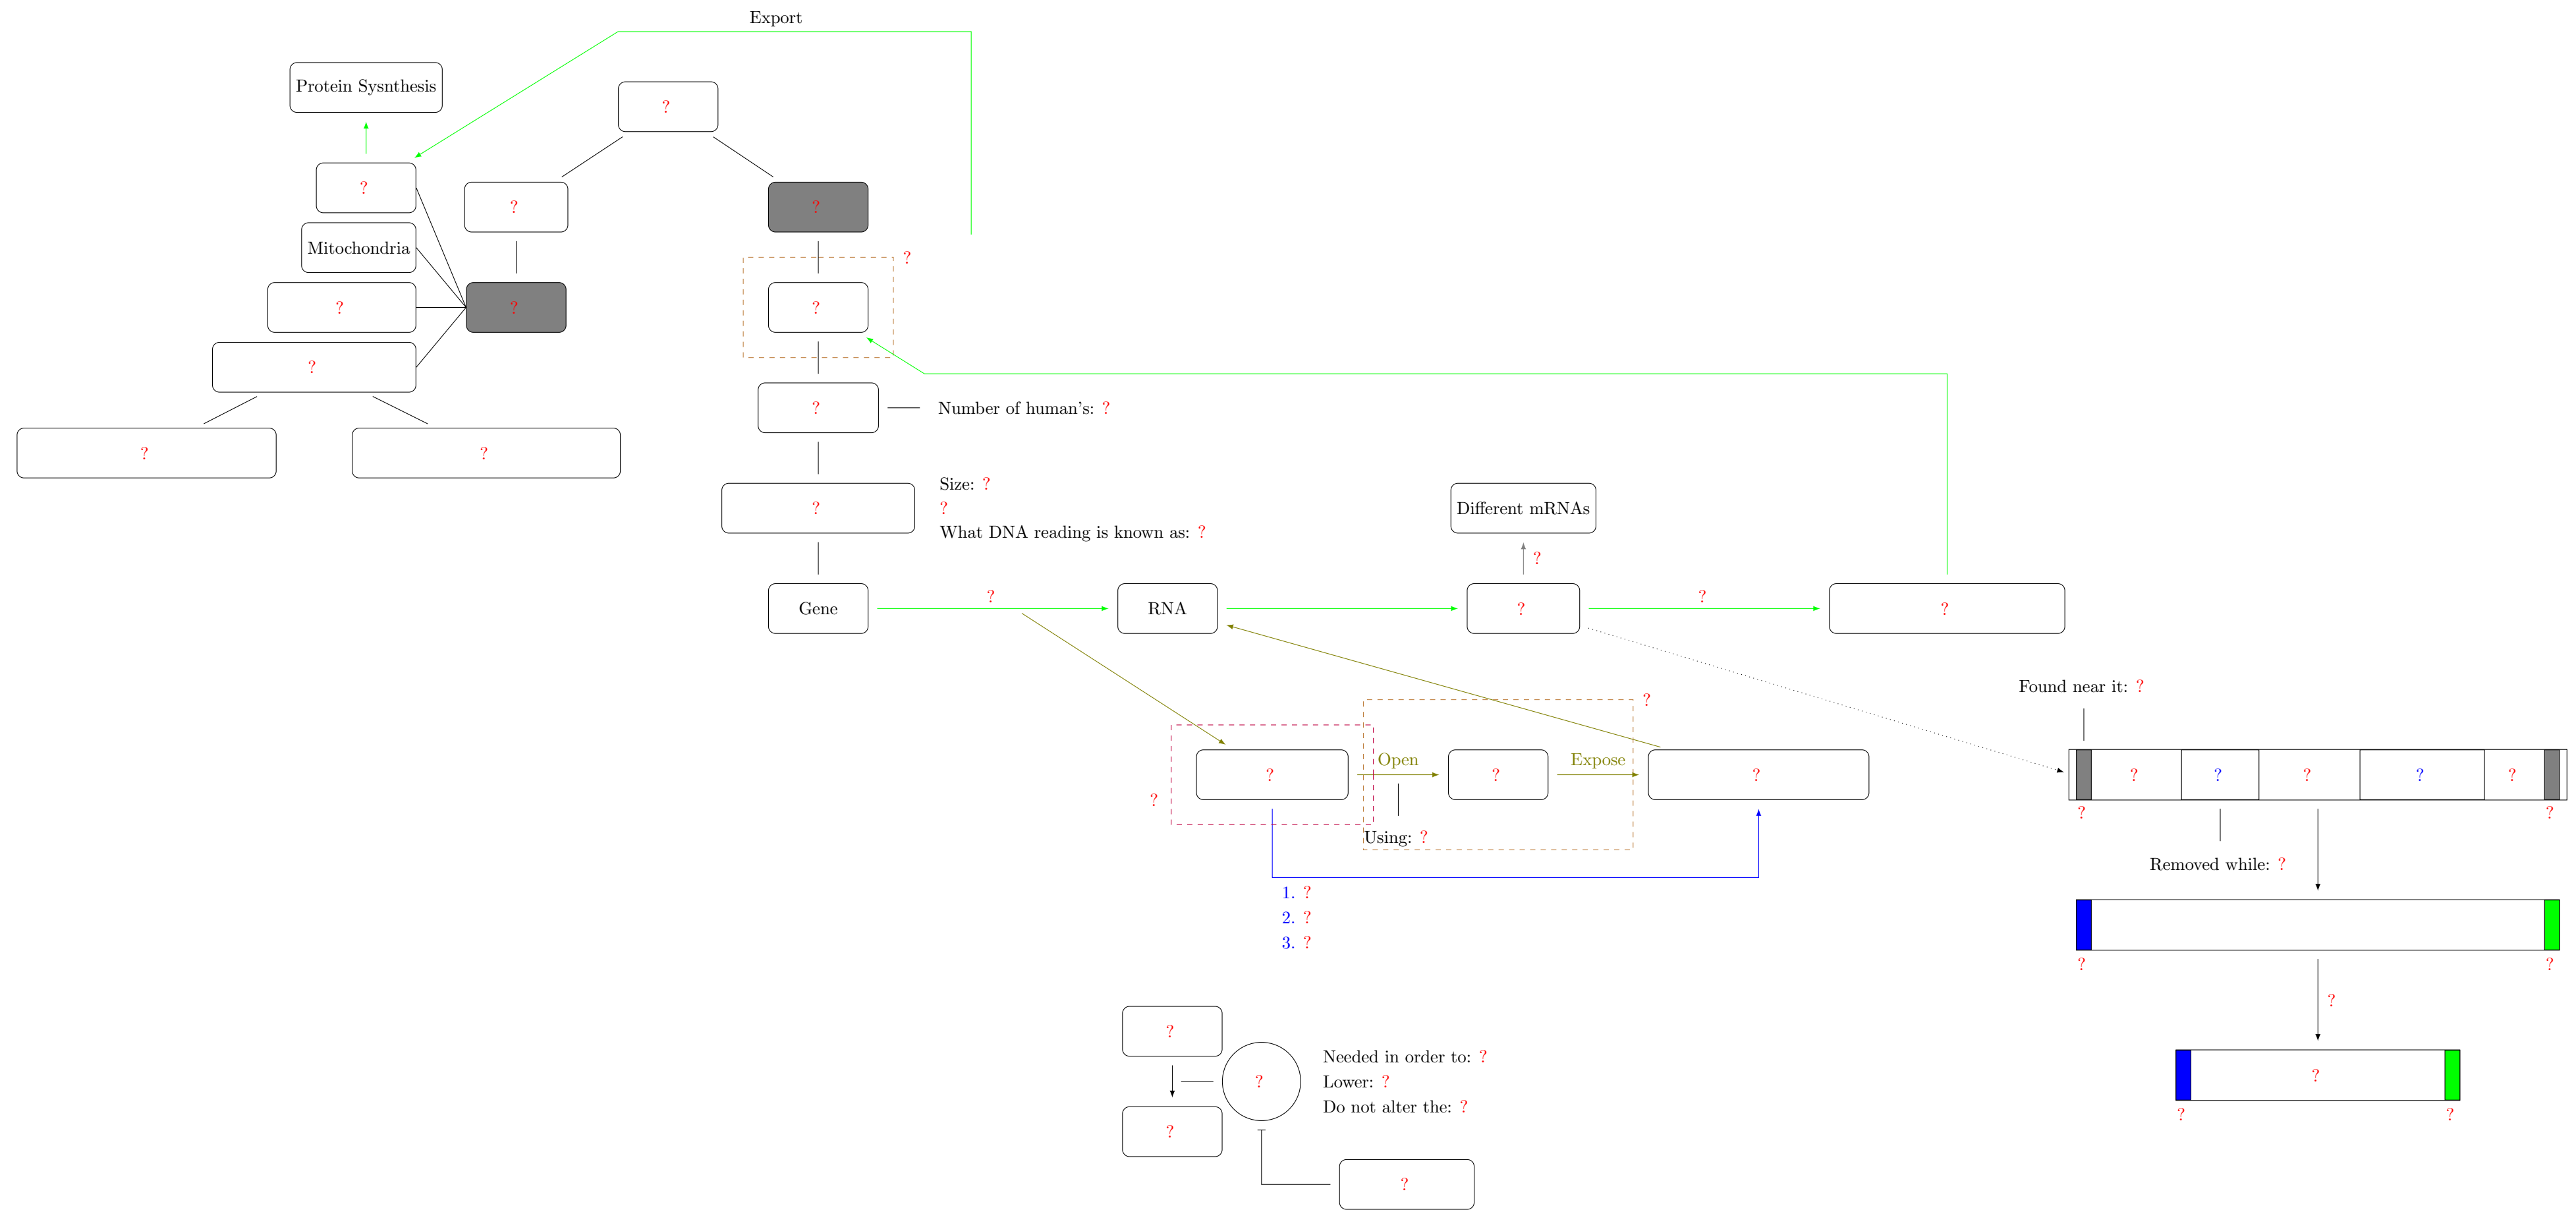 Export
Protein Sysnthesis
?
?
?
?
Mitochondria
?
?
?
?
?
?
Number of human's: ?
?
?
?
Size: ?
?
?
What DNA reading is known as: ?
Different mRNAs
?
Gene
?
RNA
?
?
?
Found near it: ?
?
?
Open
?
Expose
?
?
?
?
?
?
?
?
?
Using: ?
Removed while: ?
1. ?
2. ?
3. ?
?
?
?
?
?
Needed in order to: ?
Lower: ?
Do not alter the: ?
?
?
?
?
?